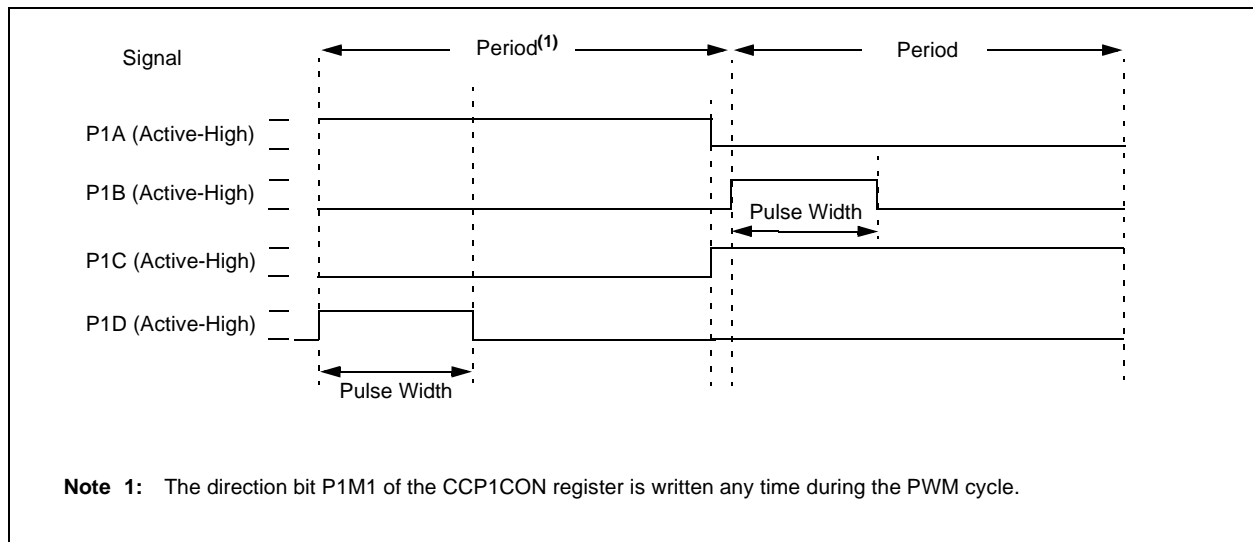 Signal
Period(1)
Period
P1A (Active-High)
P1B (Active-High)
Pulse Width
P1C (Active-High)
P1D (Active-High)
Pulse Width
Note 1: The direction bit P1M1 of the CCP1CON register is written any time during the PWM cycle.